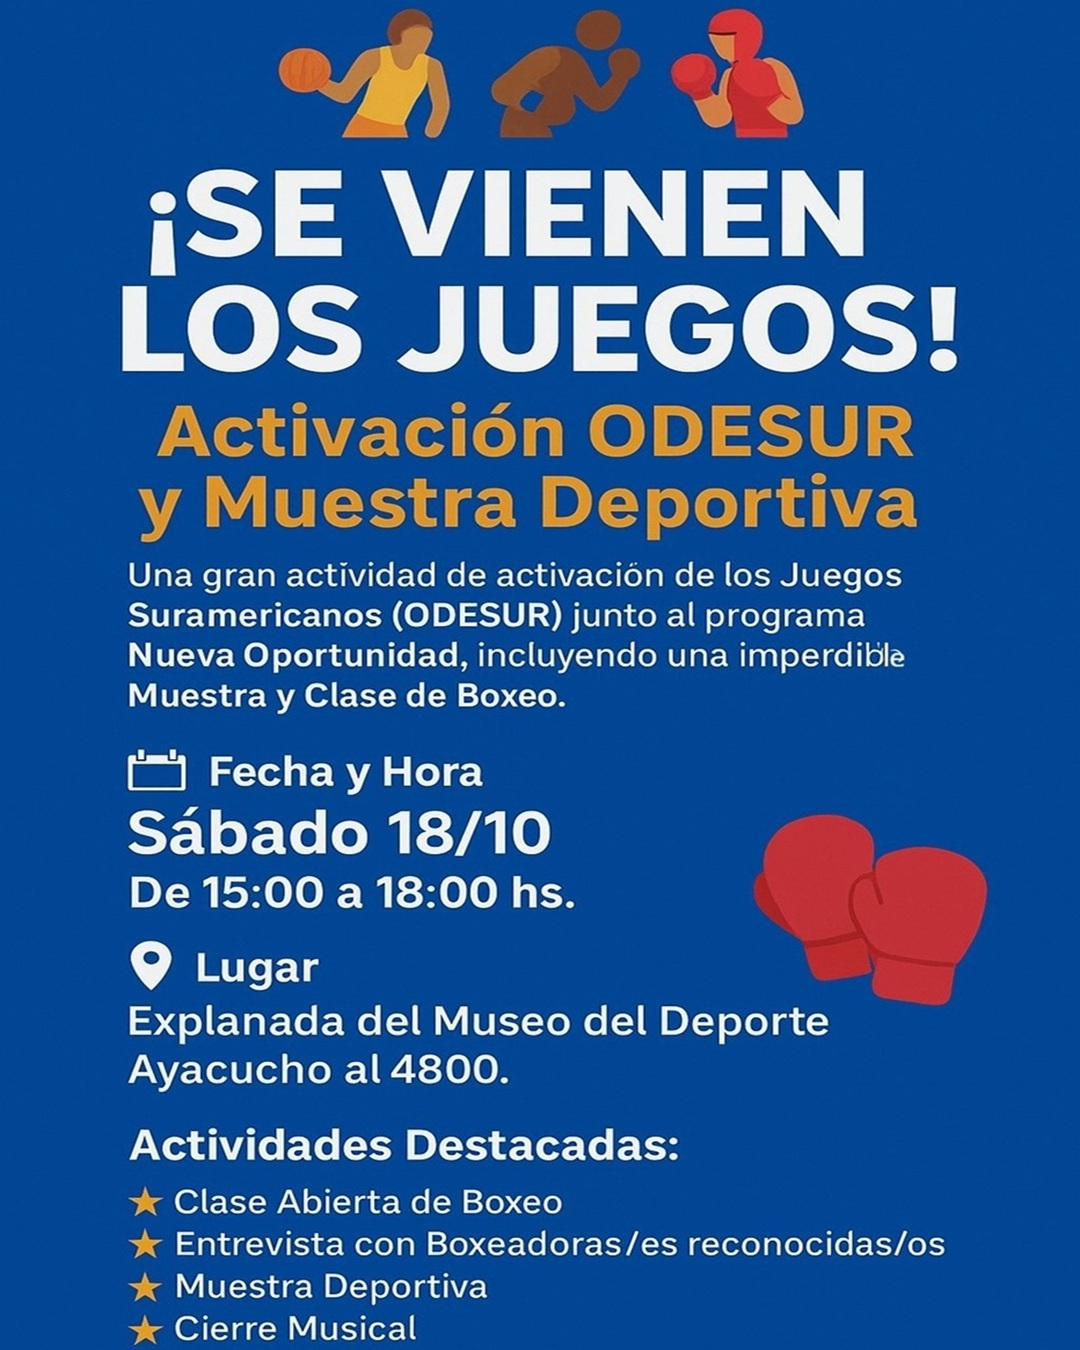 ¡SE VIENEN
LOS JUEGOS!
Activación ODESUR
y Muestra Deportiva
Una gran actividad de activación de los Juegos
Suramericanos (ODESUR) junto al programa
Nueva Oportunidad, incluyendo una imperdible
Muestra y Clase de Boxeo.
Fecha y Hora
Sábado 18/10
De 15:00 a 18:00 hs.
Lugar
Explanada del Museo del Deporte
Ayacucho al 4800.
Actividades Destacadas:
Clase Abierta de Boxeo
Entrevista con Boxeadoras/es reconocidas/os
Muestra Deportiva
Cierre Musical